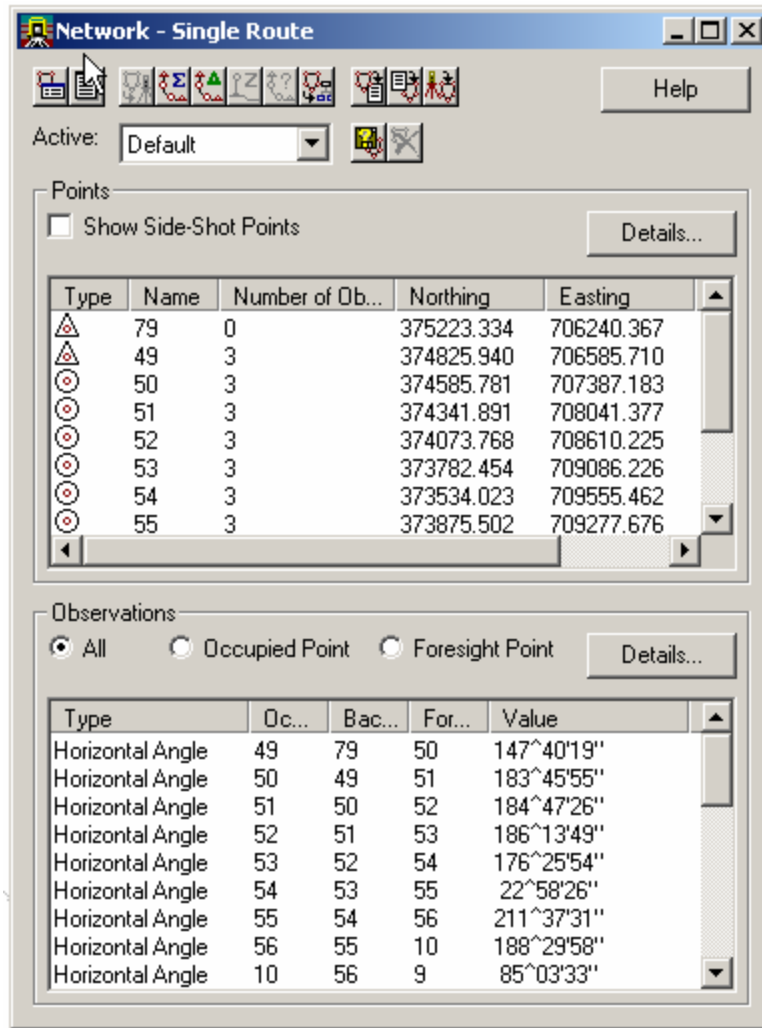 Network - Single Route
Help
Active: Default
Points
Show Side-Shot Points Details...
Type Name Number of Ob... Northing Easting
79 0 375223.334 706240.367
49 3 374825.940 706585.710
50 3 374585.781 707387.183
51 3 374341.891 708041.377
52 3 374073.768 708610.225
53 3 373782.454 709086.226
54 3 373534.023 709555.462
55 3 373875.502 709277.676
Observations
All Occupied Point Foresight Point Details...
Type Oc... Bac... For... Value
Horizontal Angle 49 79 50 147^40'19''
Horizontal Angle 50 49 51 183^45'55''
Horizontal Angle 51 50 52 184^47'26''
Horizontal Angle 52 51 53 186^13'49''
Horizontal Angle 53 52 54 176^25'54''
Horizontal Angle 54 53 55 22^58'26''
Horizontal Angle 55 54 56 211^37'31''
Horizontal Angle 56 55 10 188^29'58''
Horizontal Angle 10 56 9 85^03'33''